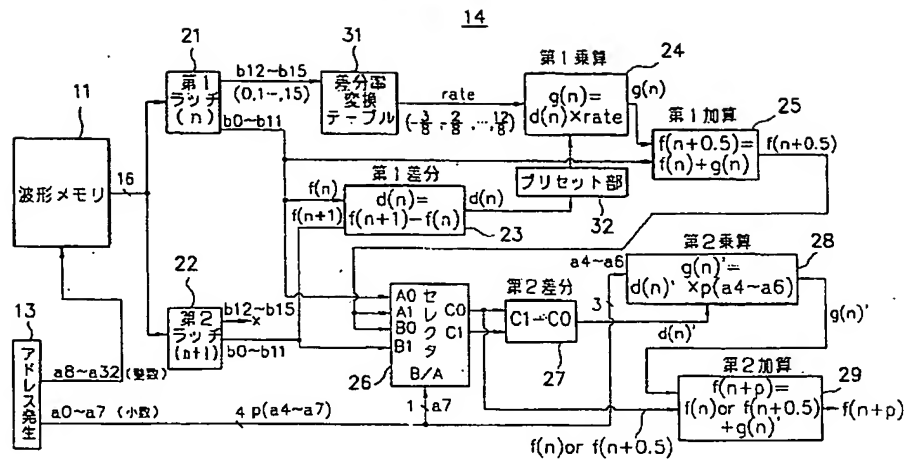 14
21
第1
ラッチ
(n)
b12~b15
(0,1-,15)
b0~b11
31
差分率
変換
テーブル
rate
(-3/8,-2/8,…,12/8)
第1乗算
24
g(n)=
d(n)×rate
g(n)
第1加算
25
f(n+0.5)=
f(n)+g(n)
f(n+0.5)
11
波形メモリ
16
f(n)
f(n+1)
第1差分
d(n)=
f(n+1)-f(n)
23
d(n)
プリセット部
32
22
第2
ラッチ
(n+1)
b12~b15
×
b0~b11
A0
A1
B0
B1
セレクタ
C0
C1
B/A
26
第2差分
C1-C0
27
a4~a6
3
d(n)'
第2乗算
28
g(n)'=
d(n)'×p(a4~a6)
g(n)'
13
アドレス発生
a8~a32(整数)
a0~a7(小数)
4 p(a4~a7)
1 a7
第2加算
29
f(n+p)=
f(n)or f(n+0.5)
+g(n)'
f(n+p)
f(n)or f(n+0.5)